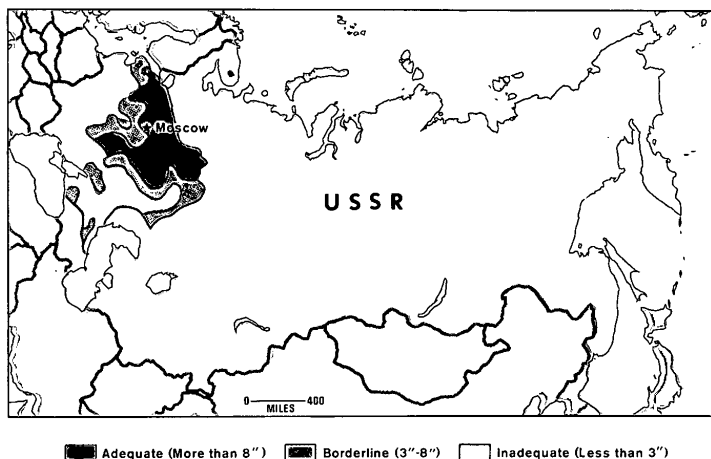 Moscow
USSR
0 400
MILES
Adequate (More than 8") Borderline (3"-8") Inadequate (Less than 3")